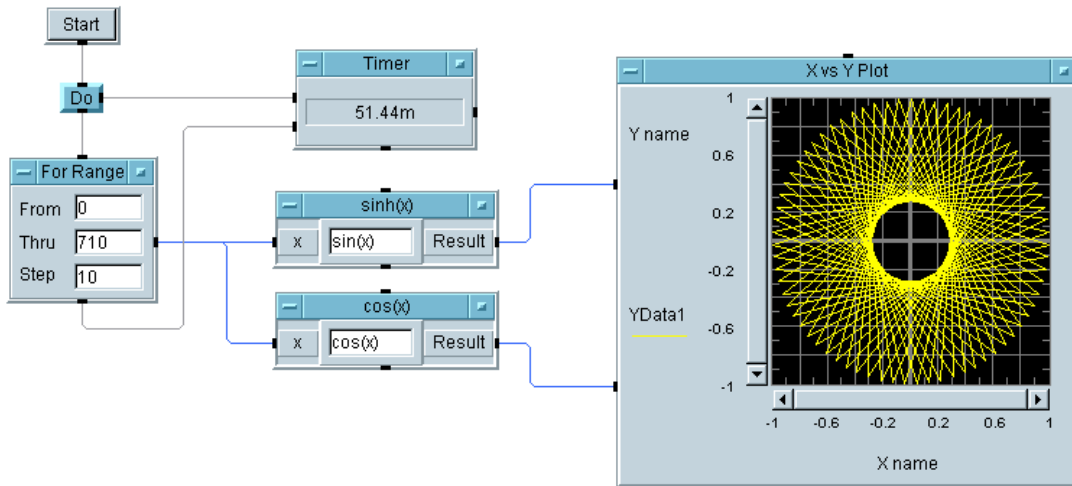 Start
Do
Timer
51.44m
For Range
From 0
Thru 710
Step 10
sinh(x)
x sin(x) Result
cos(x)
x cos(x) Result
X vs Y Plot
Y name
YData1
1
0.6
0.2
-0.2
-0.6
-1
-1 -0.6 -0.2 0.2 0.6 1
X name